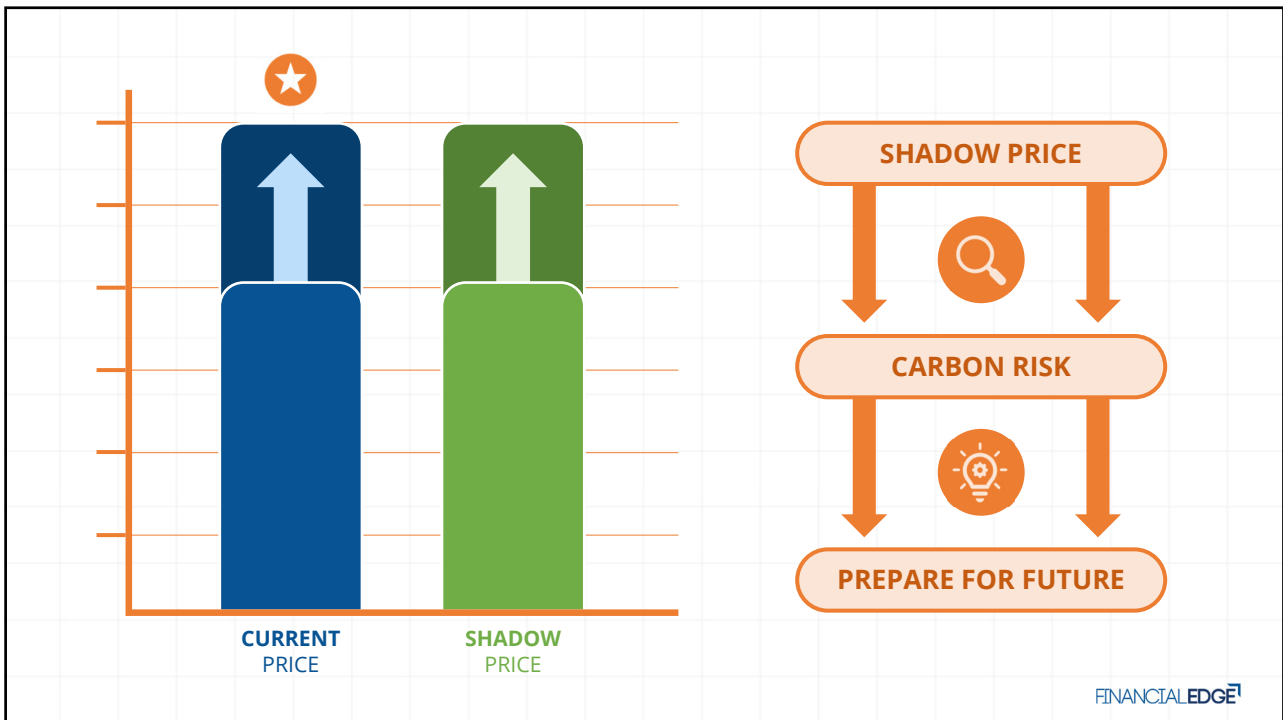 CURRENT
PRICE
SHADOW
PRICE
SHADOW PRICE
CARBON RISK
PREPARE FOR FUTURE
FINANCIALEDGE